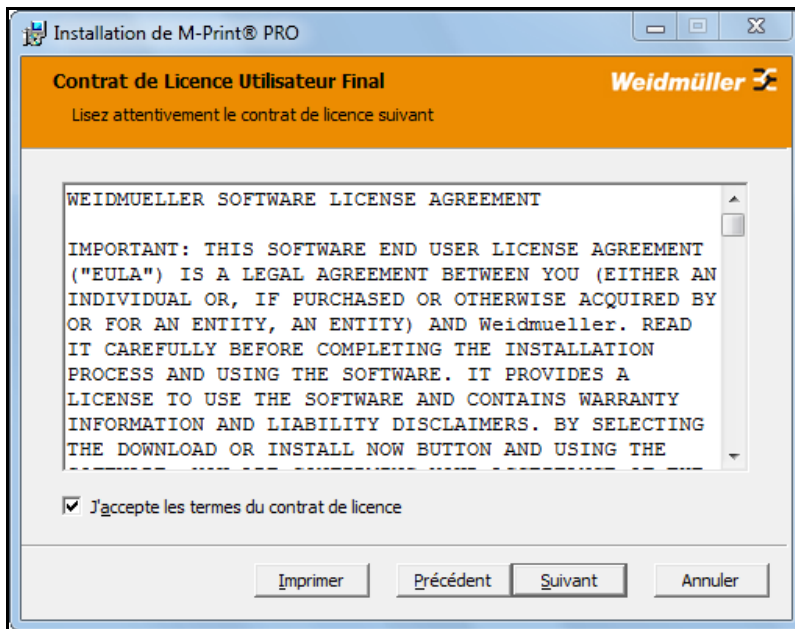 Installation de M-Print® PRO
Contrat de Licence Utilisateur Final
Weidmüller
Lisez attentivement le contrat de licence suivant
WEIDMUELLER SOFTWARE LICENSE AGREEMENT
IMPORTANT: THIS SOFTWARE END USER LICENSE AGREEMENT
("EULA") IS A LEGAL AGREEMENT BETWEEN YOU (EITHER AN
INDIVIDUAL OR, IF PURCHASED OR OTHERWISE ACQUIRED BY
OR FOR AN ENTITY, AN ENTITY) AND Weidmueller. READ
IT CAREFULLY BEFORE COMPLETING THE INSTALLATION
PROCESS AND USING THE SOFTWARE. IT PROVIDES A
LICENSE TO USE THE SOFTWARE AND CONTAINS WARRANTY
INFORMATION AND LIABILITY DISCLAIMERS. BY SELECTING
THE DOWNLOAD OR INSTALL NOW BUTTON AND USING THE
J'accepte les termes du contrat de licence
Imprimer Précédent Suivant Annuler